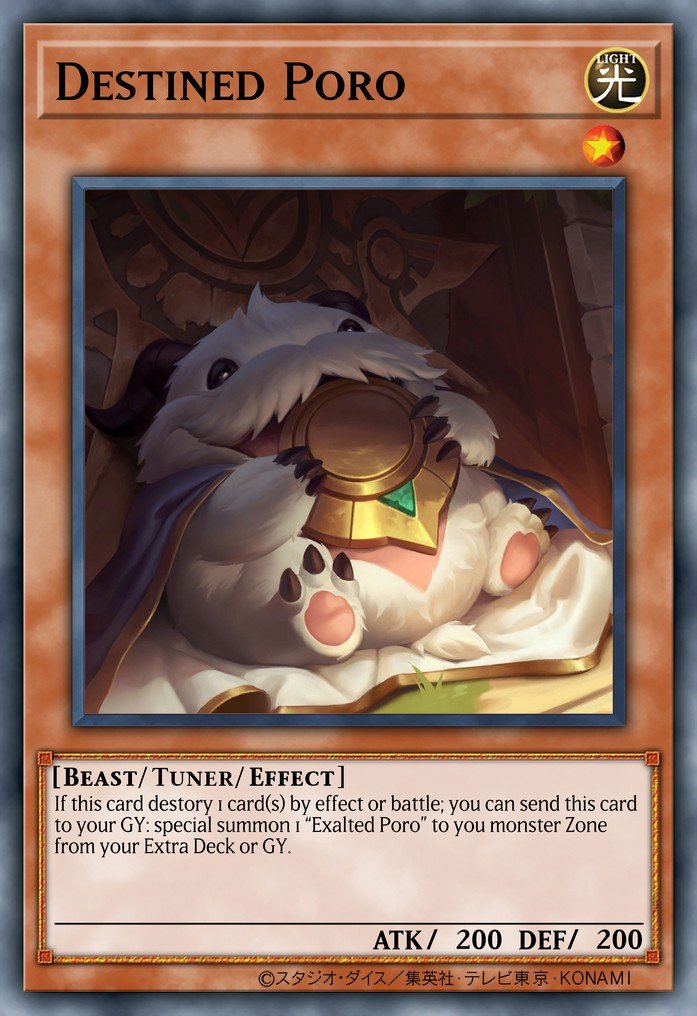 Destined Poro
LIGHT
光
[Beast/Tuner/Effect]
If this card destory 1 card(s) by effect or battle; you can send this card
to your GY: special summon 1 “Exalted Poro” to you monster Zone
from your Extra Deck or GY.
ATK/ 200 DEF/ 200
©スタジオ・ダイス／集英社・テレビ東京・KONAMI